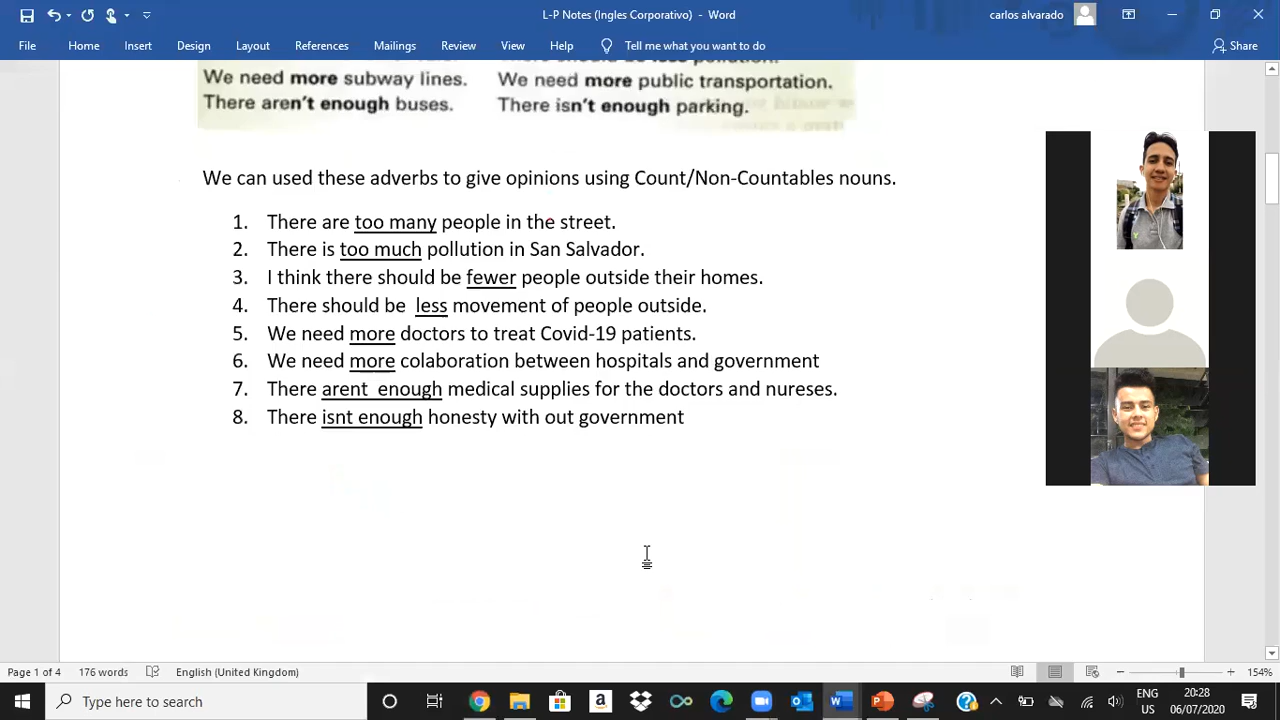 L-P Notes (Ingles Corporativo) - Word
carlos alvarado
File Home Insert Design Layout References Mailings Review View Help Tell me what you want to do Share
We need more subway lines. We need more public transportation.
There aren't enough buses. There isn't enough parking.
We can used these adverbs to give opinions using Count/Non-Countables nouns.
1. There are too many people in the street.
2. There is too much pollution in San Salvador.
3. I think there should be fewer people outside their homes.
4. There should be less movement of people outside.
5. We need more doctors to treat Covid-19 patients.
6. We need more colaboration between hospitals and government
7. There arent enough medical supplies for the doctors and nureses.
8. There isnt enough honesty with out government
Page 1 of 4 176 words English (United Kingdom) 154%
Type here to search
ENG 20:28
US 06/07/2020